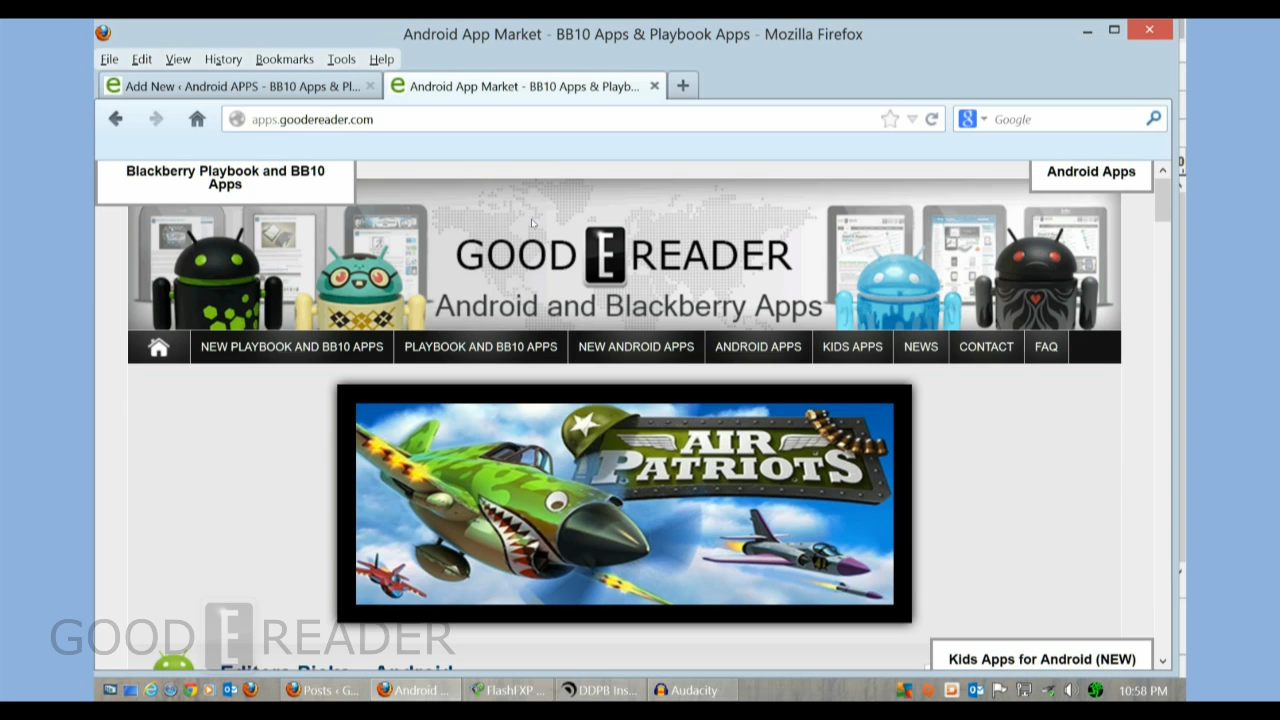 Android App Market - BB10 Apps & Playbook Apps - Mozilla Firefox
File Edit View History Bookmarks Tools Help
Add New ‹ Android APPS - BB10 Apps & Pl...
Android App Market - BB10 Apps & Playb...
apps.goodereader.com
Google
Blackberry Playbook and BB10
Apps
Android Apps
GOOD E READER
Android and Blackberry Apps
NEW PLAYBOOK AND BB10 APPS PLAYBOOK AND BB10 APPS NEW ANDROID APPS ANDROID APPS KIDS APPS NEWS CONTACT FAQ
AIR
PATRIOTS
GOOD E READER
Kids Apps for Android (NEW)
Posts ‹ G... Android ... FlashFXP ... DDPB Ins... Audacity 10:58 PM